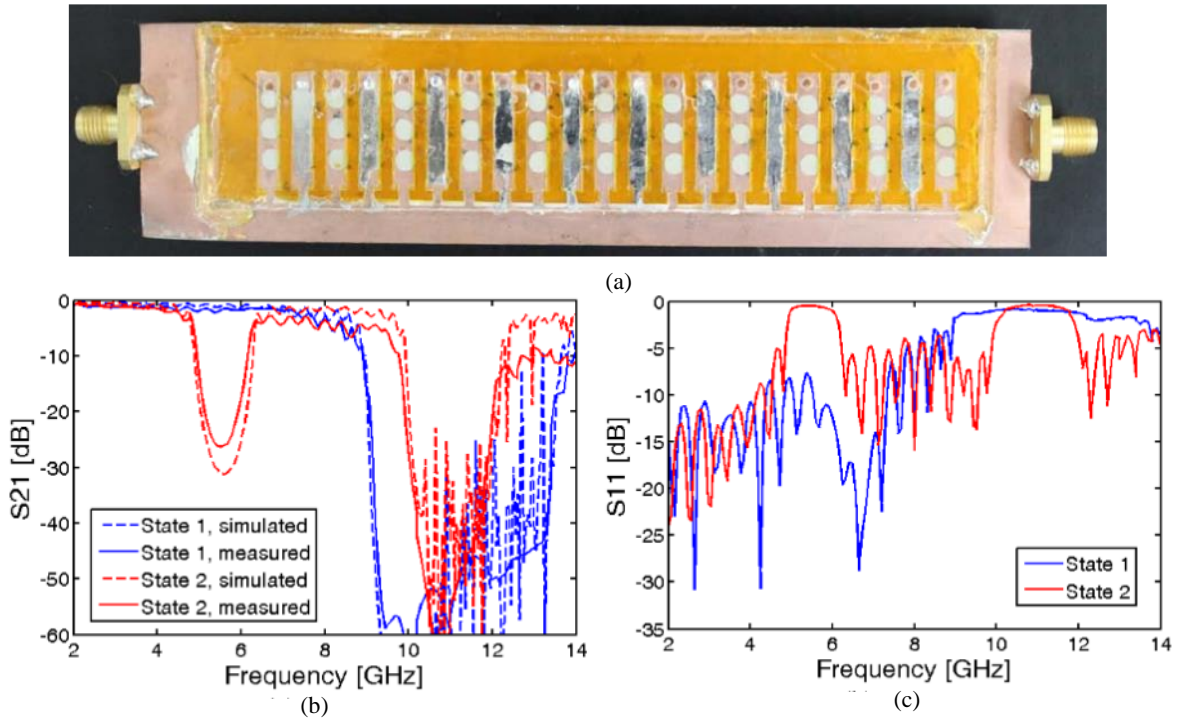 (a)
0
-10
-20
-30
-40
-50
-60
S21 [dB]
State 1, simulated
State 1, measured
State 2, simulated
State 2, measured
2 4 6 8 10 12 14
Frequency [GHz]
(b)
0
-5
-10
-15
-20
-25
-30
-35
S11 [dB]
State 1
State 2
2 4 6 8 10 12 14
Frequency [GHz]
(c)